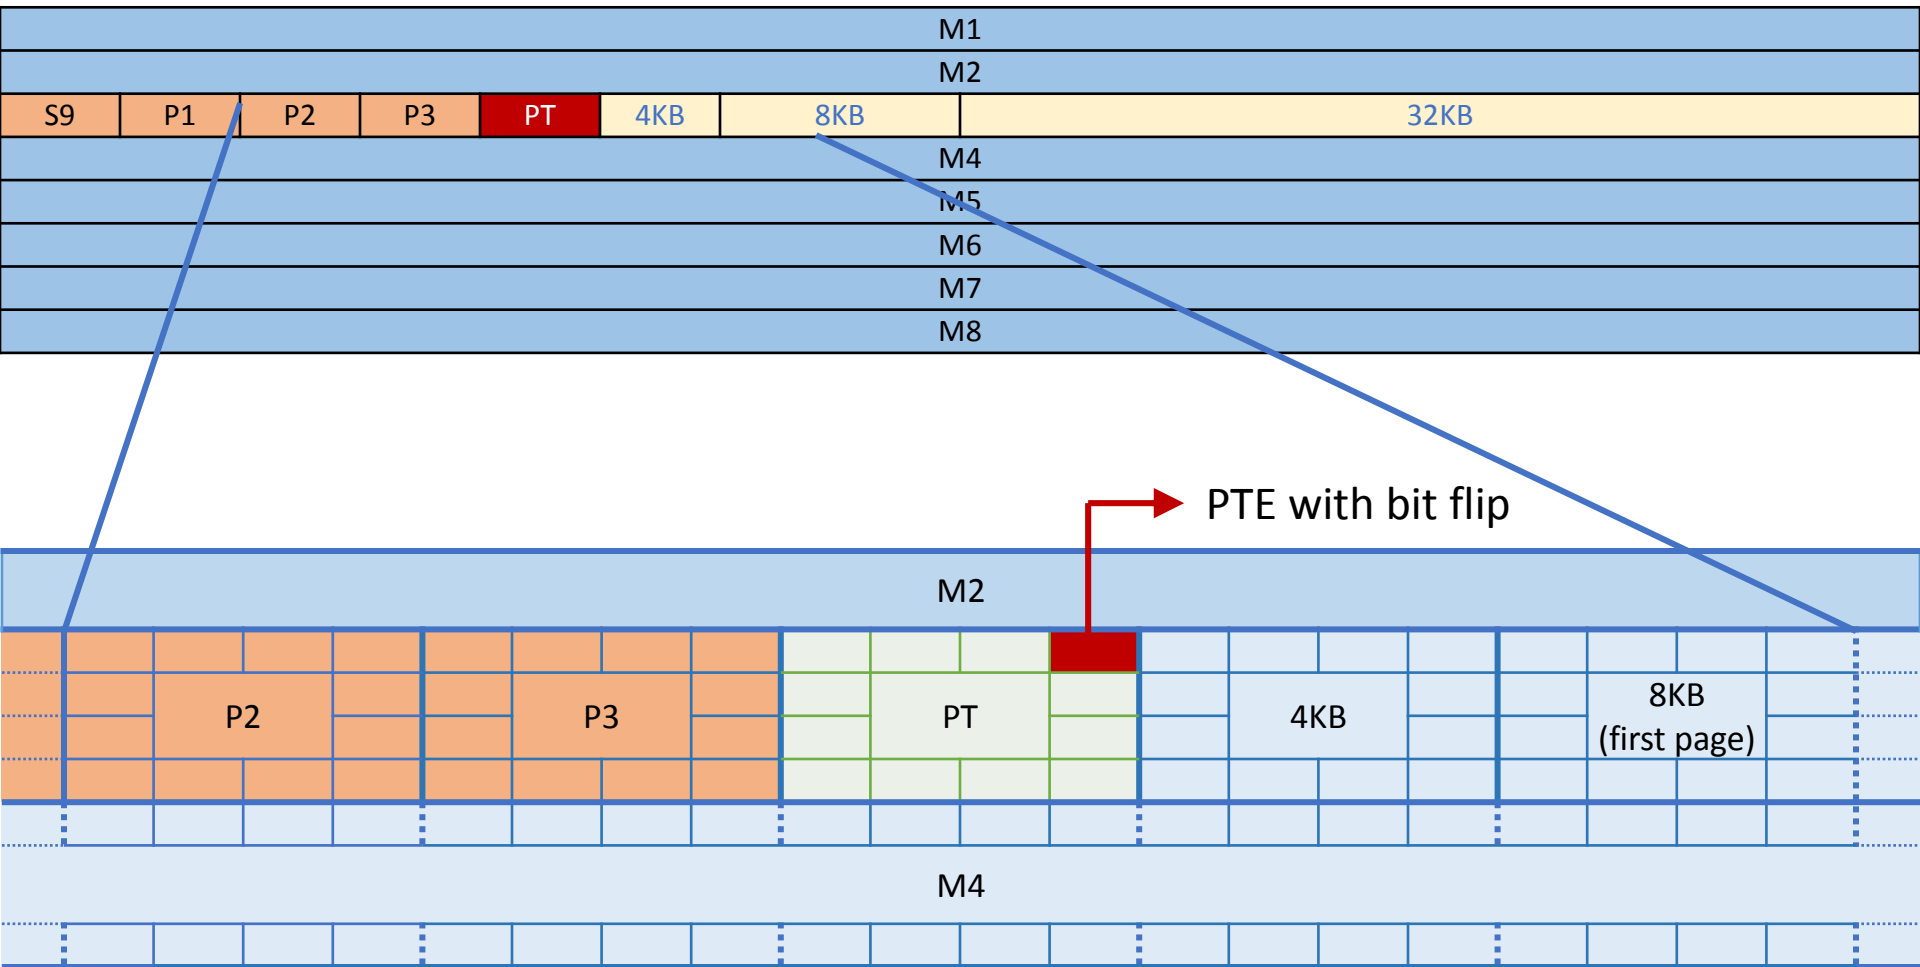 M1
M2
S9 P1 P2 P3 PT 4KB 8KB 32KB
M4
M5
M6
M7
M8
PTE with bit flip
M2
P2 P3 PT 4KB 8KB
(first page)
M4